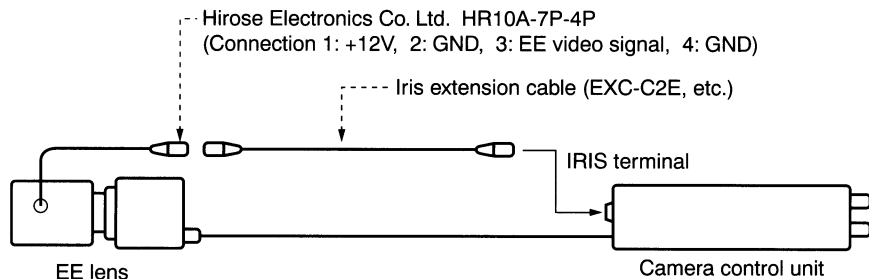 Hirose Electronics Co. Ltd. HR10A-7P-4P
(Connection 1: +12V, 2: GND, 3: EE video signal, 4: GND)
Iris extension cable (EXC-C2E, etc.)
IRIS terminal
EE lens
Camera control unit